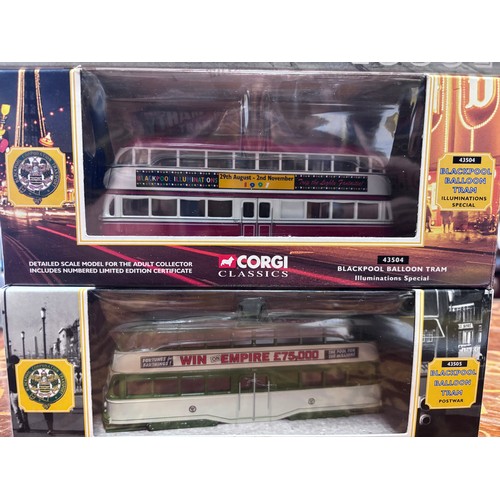 43504
BLACKPOOL
BALLOON
TRAM
ILLUMINATIONS
SPECIAL
BLACKPOOL ILLUMINATIONS
29th August - 2nd November
1997
DETAILED SCALE MODEL FOR THE ADULT COLLECTOR
INCLUDES NUMBERED LIMITED EDITION CERTIFICATE
CORGI
CLASSICS
43504
BLACKPOOL BALLOON TRAM
Illuminations Special
WIN EMPIRE £75,000
43505
BLACKPOOL
BALLOON
TRAM
POSTWAR